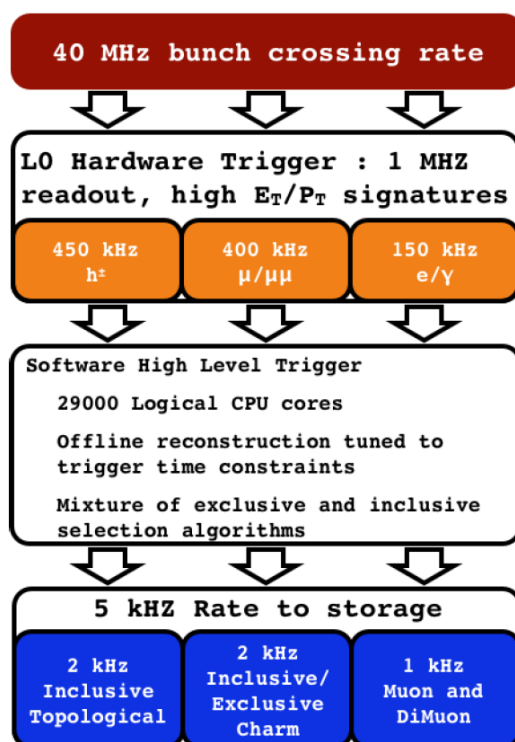 40 MHz bunch crossing rate
L0 Hardware Trigger : 1 MHZ
readout, high ET/PT signatures
450 kHz
h±
400 kHz
μ/μμ
150 kHz
e/γ
Software High Level Trigger
29000 Logical CPU cores
Offline reconstruction tuned to
trigger time constraints
Mixture of exclusive and inclusive
selection algorithms
5 kHZ Rate to storage
2 kHz
Inclusive
Topological
2 kHz
Inclusive/
Exclusive
Charm
1 kHz
Muon and
DiMuon